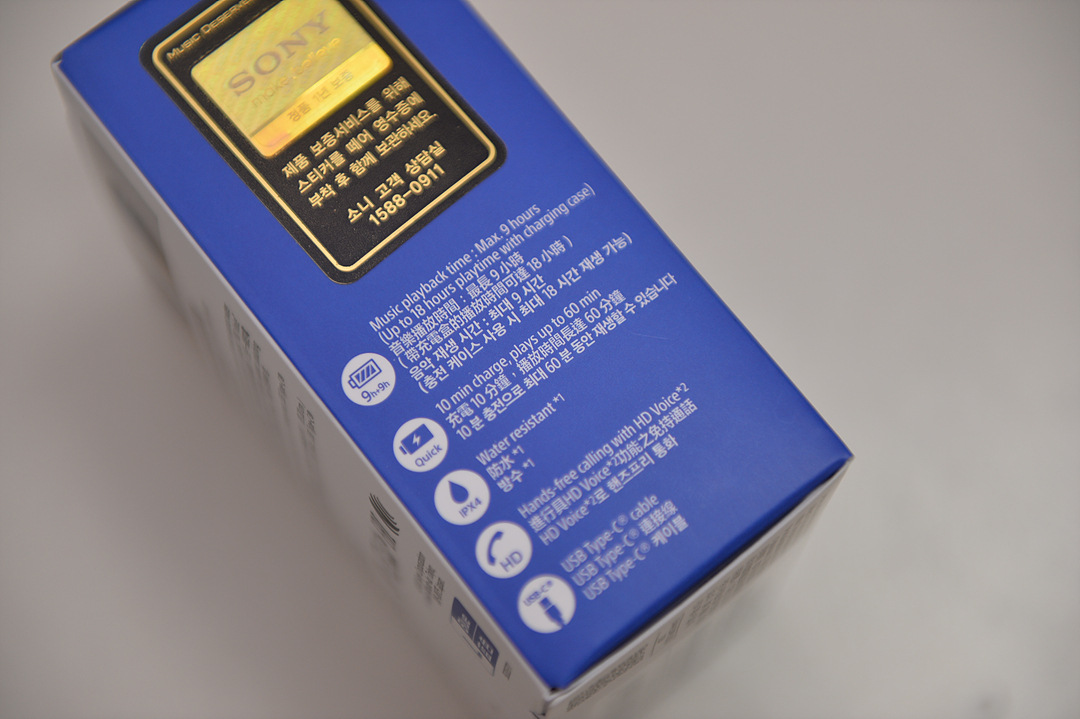 MUSIC DESERVE
SONY
정품 1년 보증
제품 보증서비스를 위해
스티커를 떼어 영수증에
부착 후 함께 보관하세요.
소니 고객 상담실
1588-0911
Music playback time : Max. 9 hours
(Up to 18 hours playtime with charging case)
音樂播放時間：最長 9 小時
( 帶充電盒的播放時間可達 18 小時 )
음악 재생 시간 : 최대 9 시간
(충전 케이스 사용 시 최대 18 시간 재생 가능)
9h+9h
10 min charge, plays up to 60 min
充電 10 分鐘，播放時間長達 60 分鐘
10 분 충전으로 최대 60 분 동안 재생할 수 있습니다
Quick
Water resistant *1
防水 *1
방수 *1
IPX4
Hands-free calling with HD Voice*2
進行具HD Voice*2功能之免持通話
HD Voice*2로 핸즈프리 통화
HD
USB Type-C® cable
USB Type-C® 連接線
USB Type-C® 케이블
USB-C®